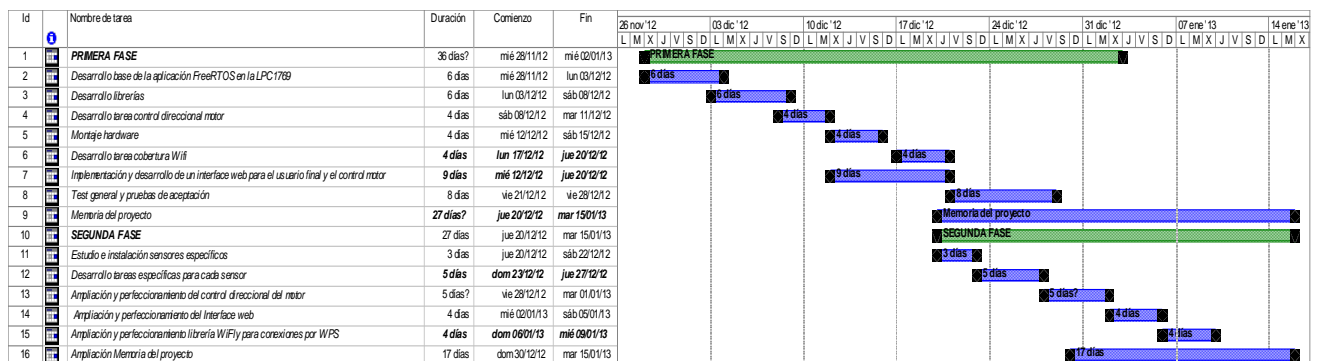 Id Nombre de tarea Duración Comienzo Fin 26 nov '12 03 dic '12 10 dic '12 17 dic '12 24 dic '12 31 dic '12 07 ene '13 14 ene '13
L M X J V S D L M X J V S D L M X J V S D L M X J V S D L M X J V S D L M X J V S D L M X J V S D L M X
1 PRIMERA FASE 36 días? mié 28/11/12 mié 02/01/13 PRIMERA FASE
2 Desarrollo base de la aplicación FreeRTOS en la LPC1769 6 días mié 28/11/12 lun 03/12/12 6 días
3 Desarrollo librerías 6 días lun 03/12/12 sáb 08/12/12 6 días
4 Desarrollo tarea control direccional motor 4 días sáb 08/12/12 mar 11/12/12 4 días
5 Montaje hardware 4 días mié 12/12/12 sáb 15/12/12 4 días
6 Desarrollo tarea cobertura Wifi 4 días lun 17/12/12 jue 20/12/12 4 días
7 Implementación y desarrollo de un interface web para el usuario final y el control motor 9 días mié 12/12/12 jue 20/12/12 9 días
8 Test general y pruebas de aceptación 8 días vie 21/12/12 vie 28/12/12 8 días
9 Memoria del proyecto 27 días? jue 20/12/12 mar 15/01/13 Memoria del proyecto
10 SEGUNDA FASE 27 días jue 20/12/12 mar 15/01/13 SEGUNDA FASE
11 Estudio e instalación sensores específicos 3 días jue 20/12/12 sáb 22/12/12 3 días
12 Desarrollo tareas específicas para cada sensor 5 días dom 23/12/12 jue 27/12/12 5 días
13 Ampliación y perfeccionamiento del control direccional del motor 5 días? vie 28/12/12 mar 01/01/13 5 días?
14 Ampliación y perfeccionamiento del Interface web 4 días mié 02/01/13 sáb 05/01/13 4 días
15 Ampliación y perfeccionamiento librería WiFly para conexiones por WPS 4 días dom 06/01/13 mié 09/01/13 4 días
16 Ampliación Memoria del proyecto 17 días dom 30/12/12 mar 15/01/13 17 días